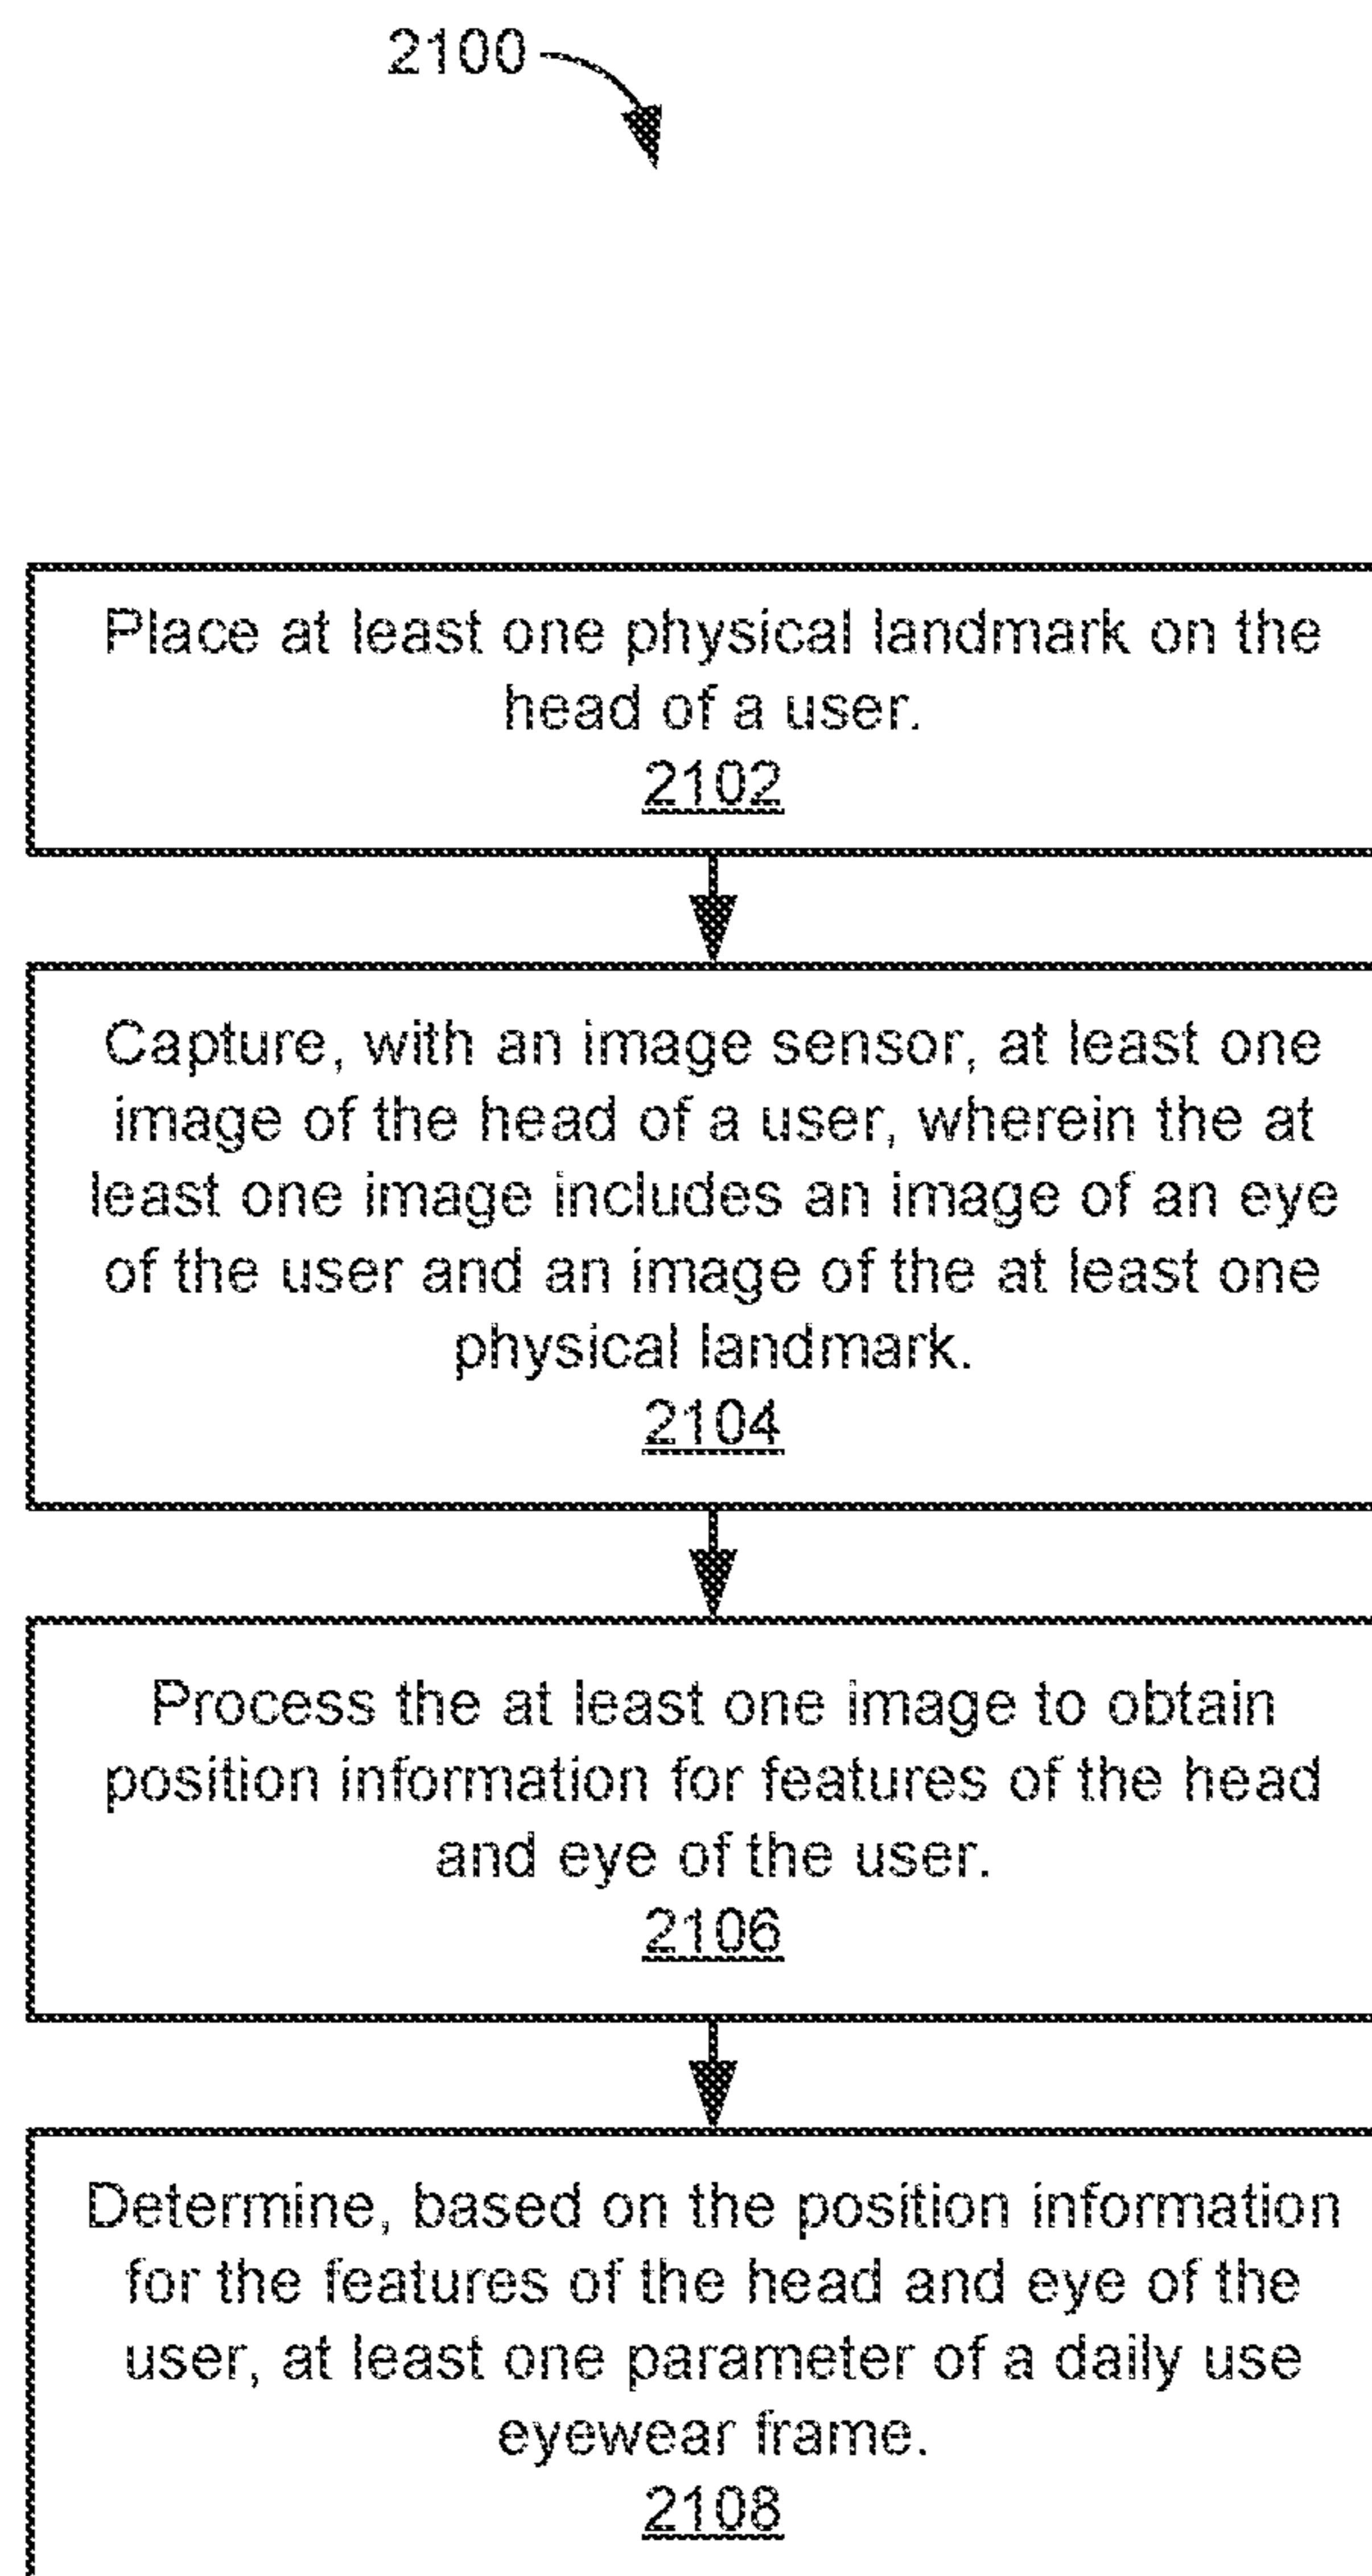 2100
Place at least one physical landmark on the
head of a user.
2102
Capture, with an image sensor, at least one
image of the head of a user, wherein the at
least one image includes an image of an eye
of the user and an image of the at least one
physical landmark.
2104
Process the at least one image to obtain
position information for features of the head
and eye of the user.
2106
Determine, based on the position information
for the features of the head and eye of the
user, at least one parameter of a daily use
eyewear frame.
2108